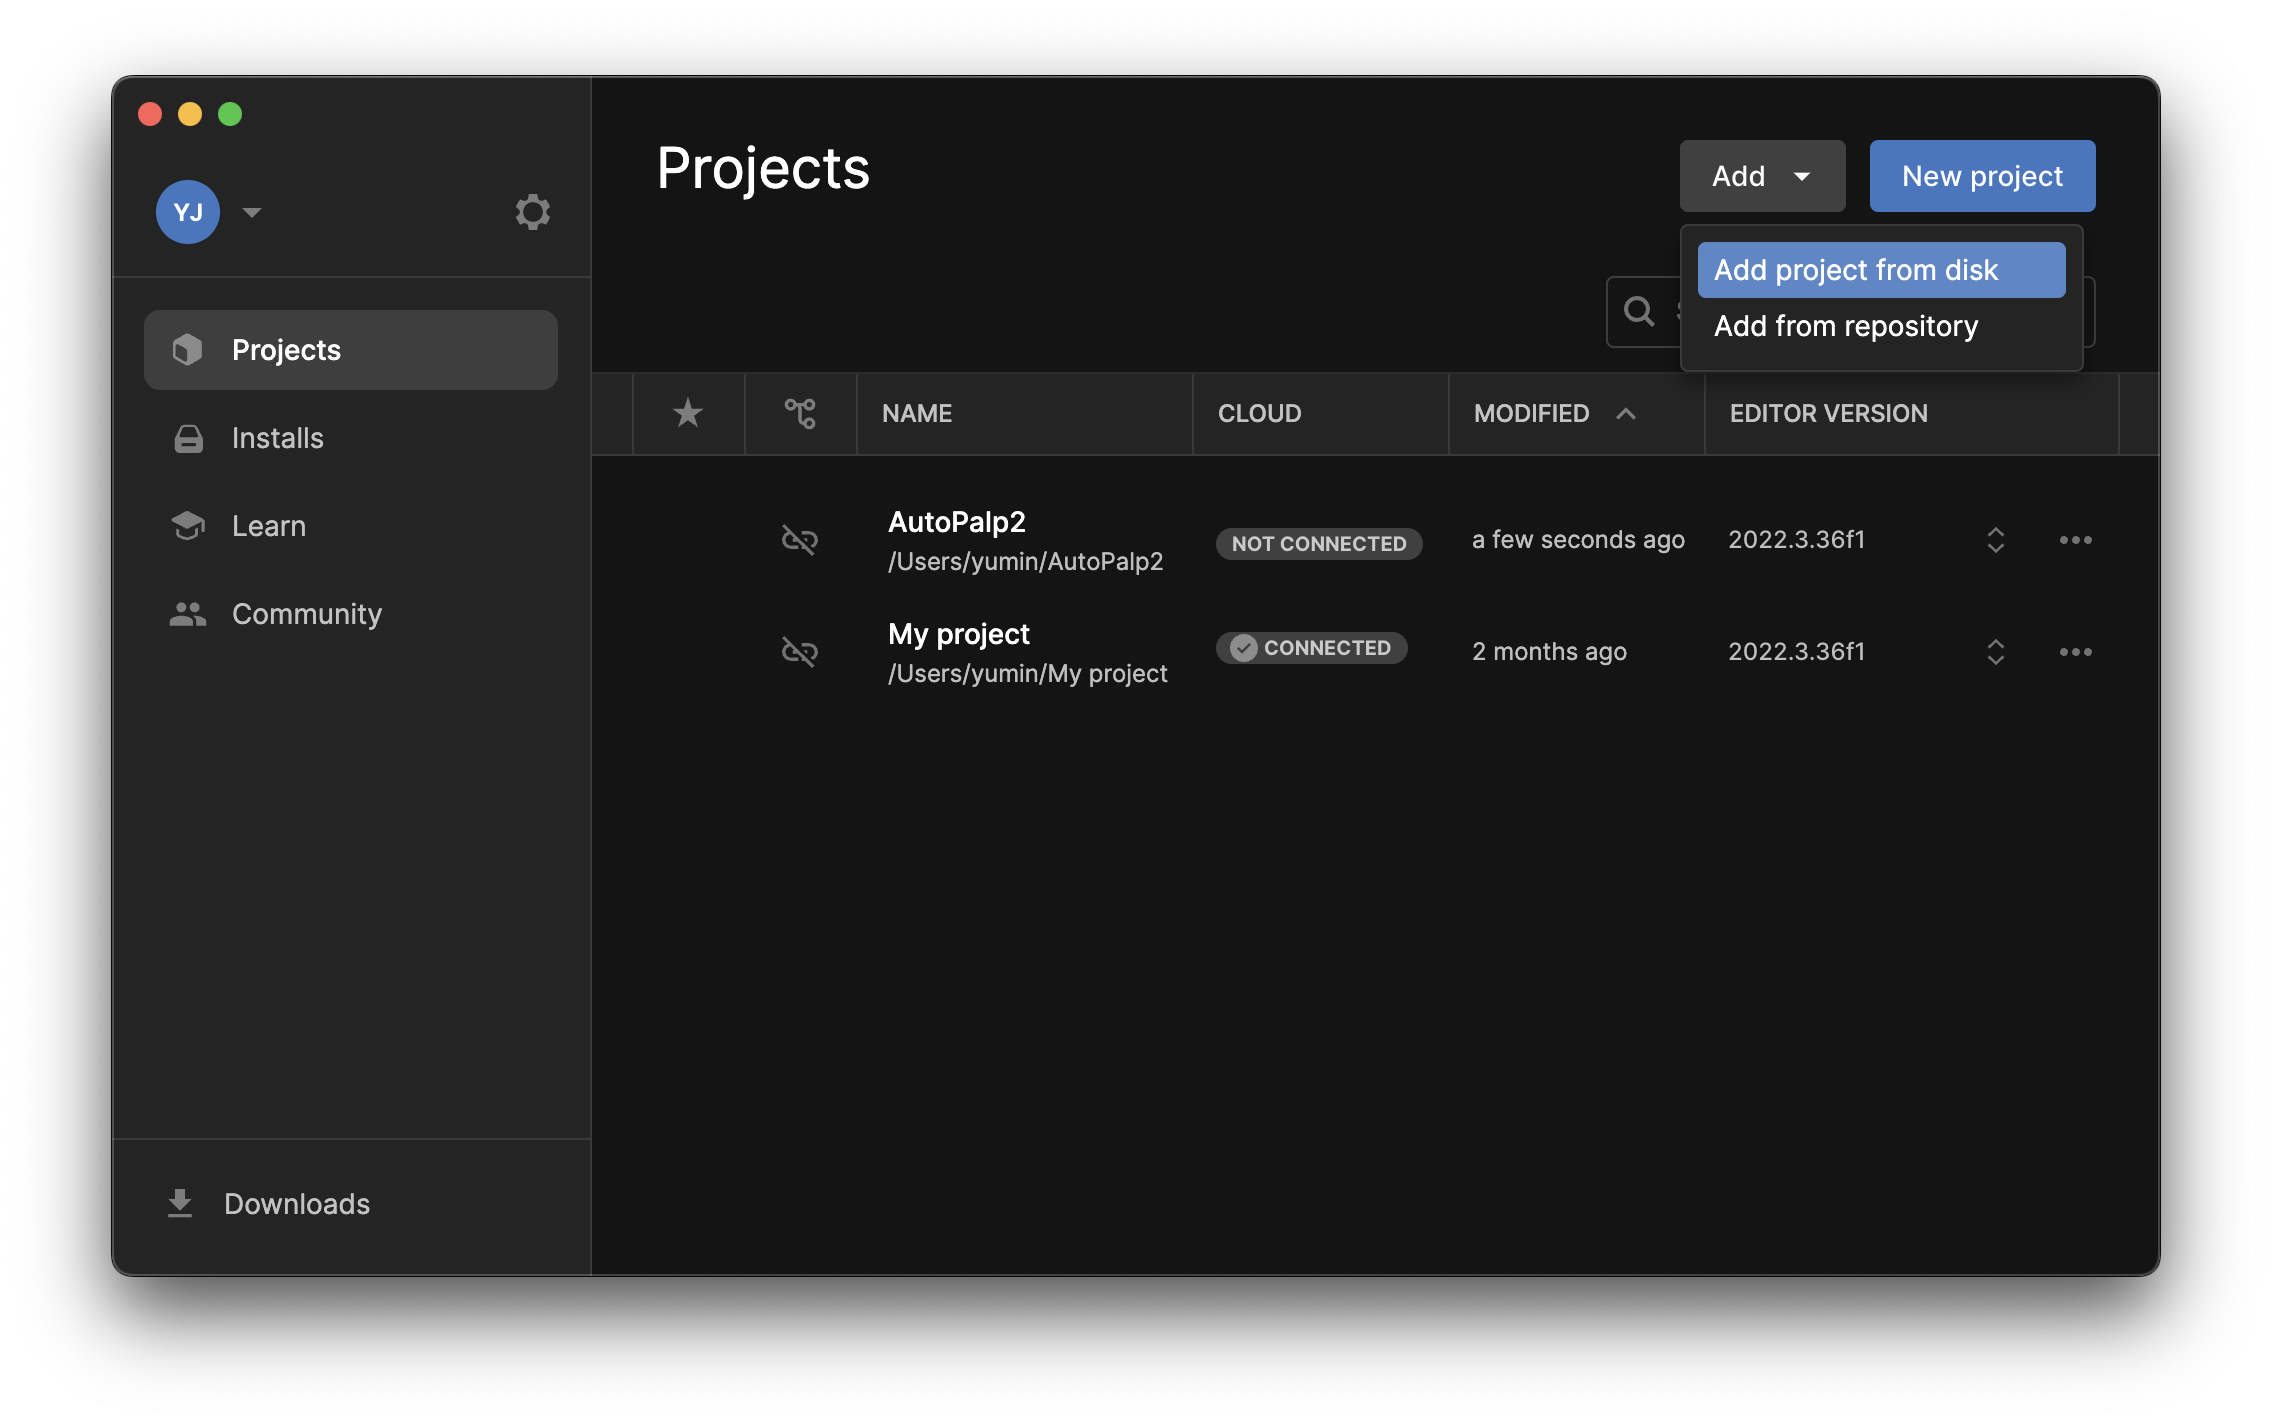 YJ
Projects
Installs
Learn
Community
Downloads
Projects
Add
New project
Add project from disk
Add from repository
NAME
CLOUD
MODIFIED
EDITOR VERSION
AutoPalp2
/Users/yumin/AutoPalp2
NOT CONNECTED
a few seconds ago
2022.3.36f1
My project
/Users/yumin/My project
CONNECTED
2 months ago
2022.3.36f1